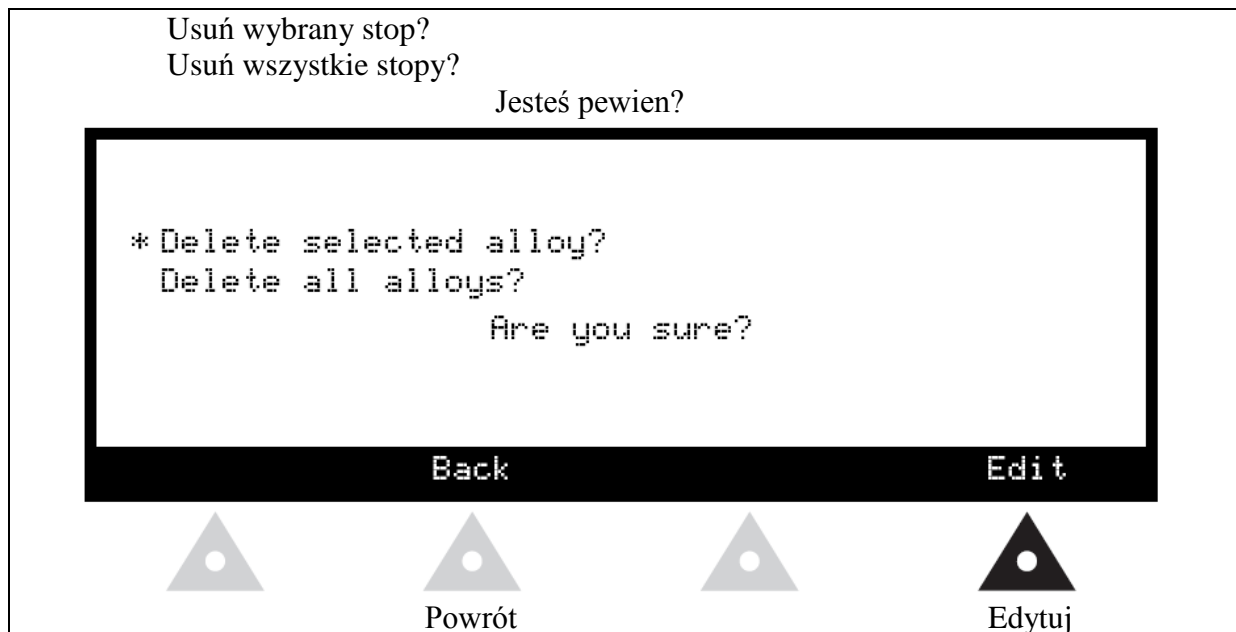 Usuń wybrany stop?
Usuń wszystkie stopy?
Jesteś pewien?
* Delete selected alloy?
Delete all alloys?
Are you sure?
Back Edit
Powrót Edytuj